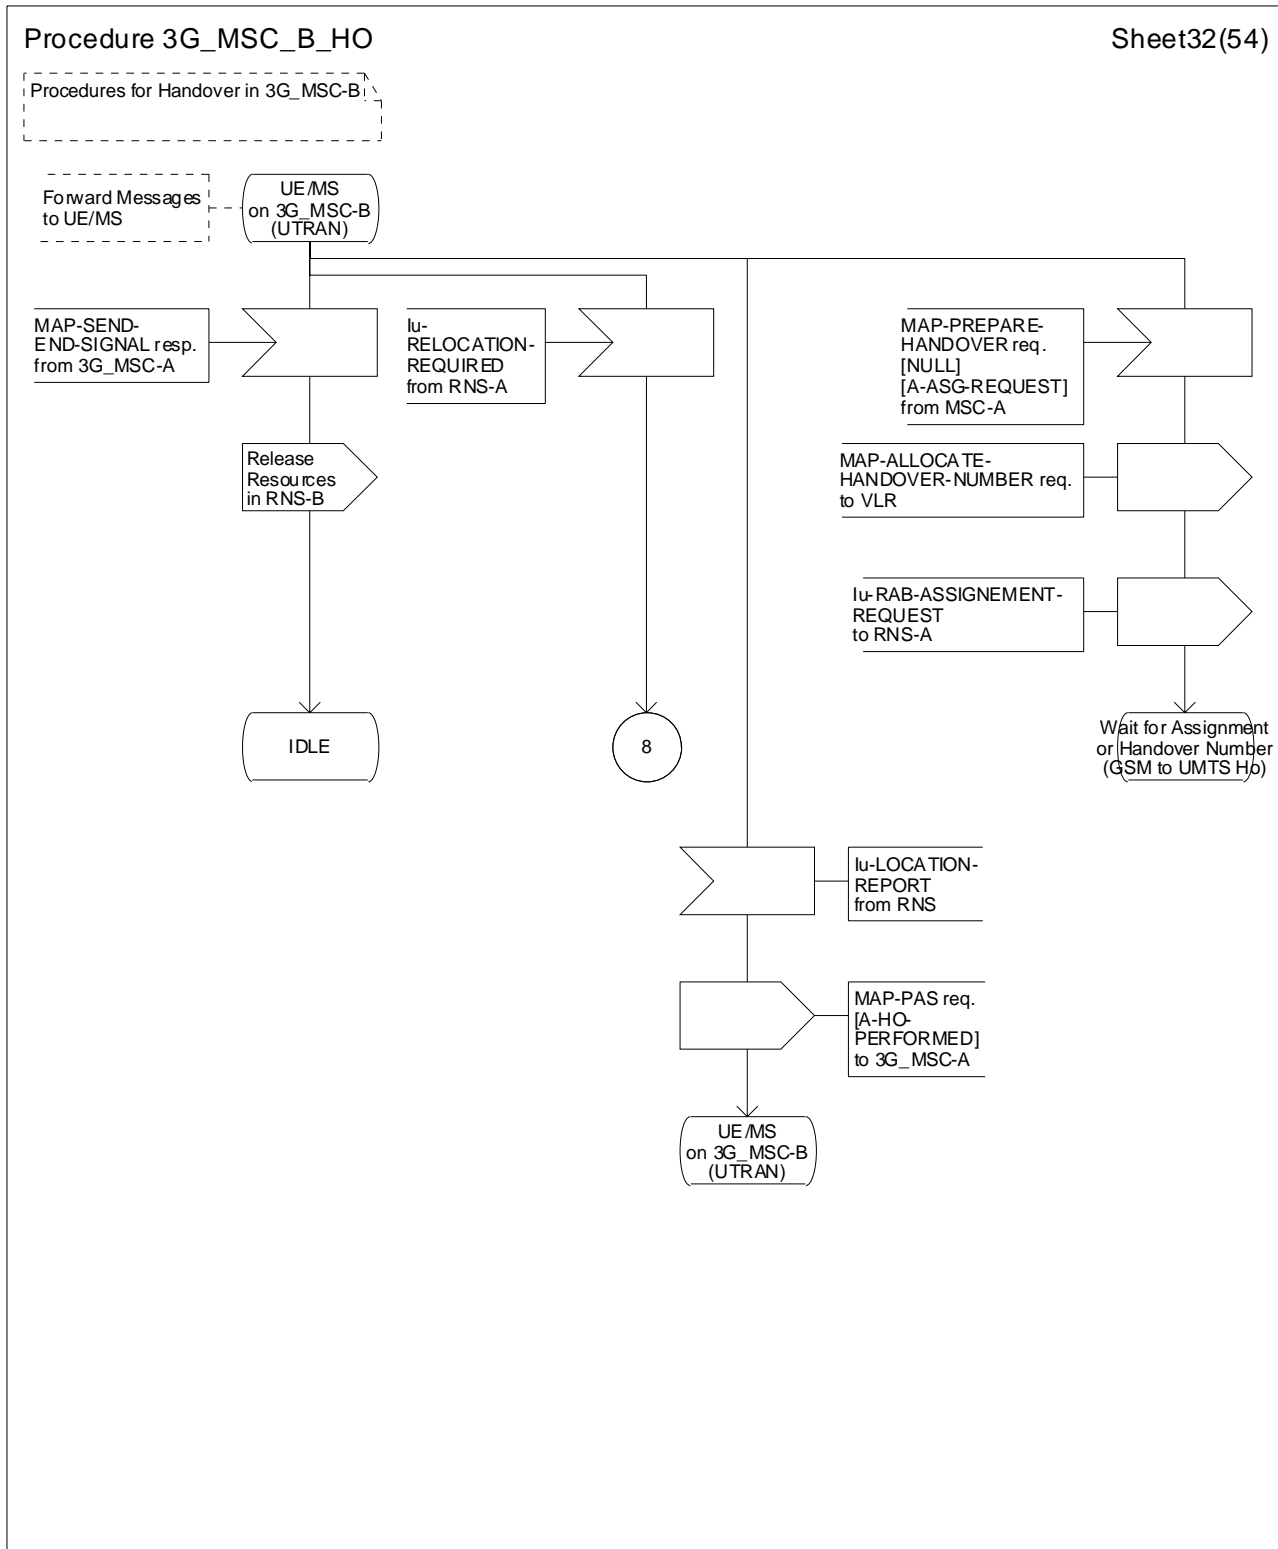 Procedure 3G_MSC_B_HO
Sheet32(54)
Procedures for Handover in 3G_MSC-B
Forward Messages
to UE/MS
UE/MS
on 3G_MSC-B
(UTRAN)
MAP-SEND-
END-SIGNAL resp.
from 3G_MSC-A
Iu-
RELOCATION-
REQUIRED
from RNS-A
MAP-PREPARE-
HANDOVER req.
[NULL]
[A-ASG-REQUEST]
from MSC-A
Release
Resources
in RNS-B
MAP-ALLOCATE-
HANDOVER-NUMBER req.
to VLR
Iu-RAB-ASSIGNEMENT-
REQUEST
to RNS-A
IDLE
8
Wait for Assignment
or Handover Number
(GSM to UMTS Ho)
Iu-LOCATION-
REPORT
from RNS
MAP-PAS req.
[A-HO-
PERFORMED]
to 3G_MSC-A
UE/MS
on 3G_MSC-B
(UTRAN)